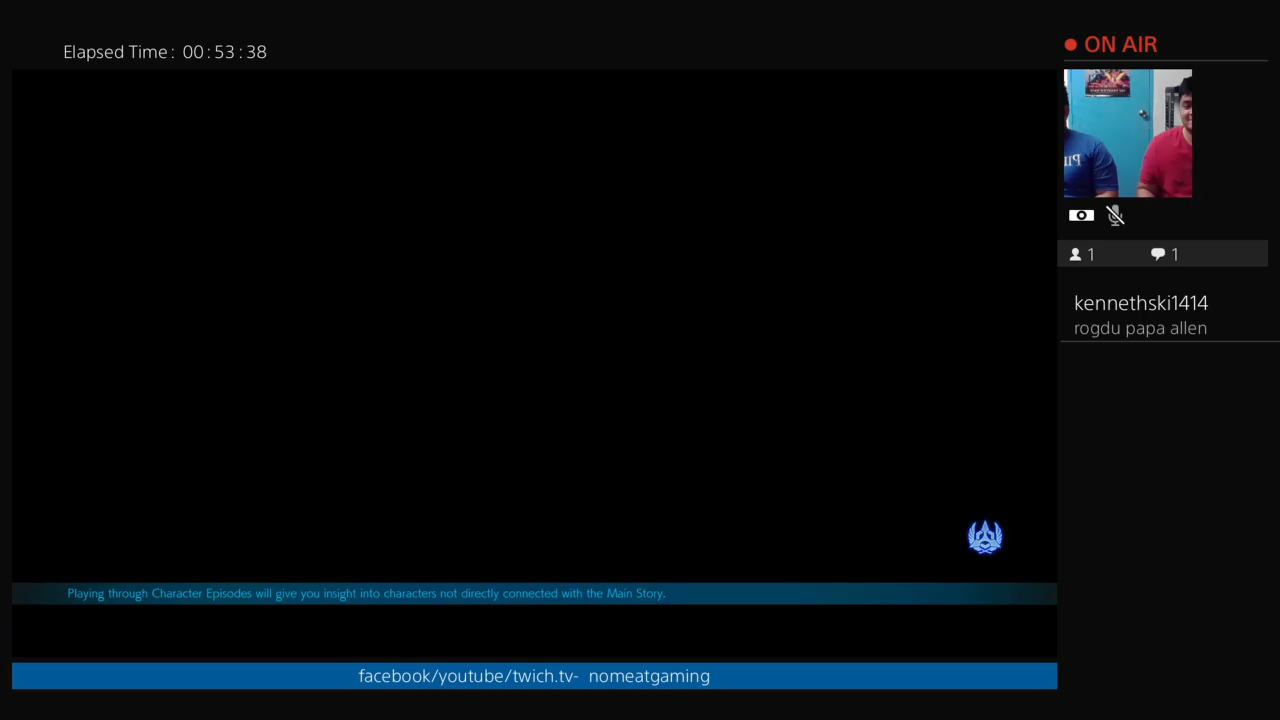 Elapsed Time: 00:53:38
ON AIR
1 1
kennethski1414
rogdu papa allen
Playing through Character Episodes will give you insight into characters not directly connected with the Main Story.
facebook/youtube/twich.tv- nomeatgaming